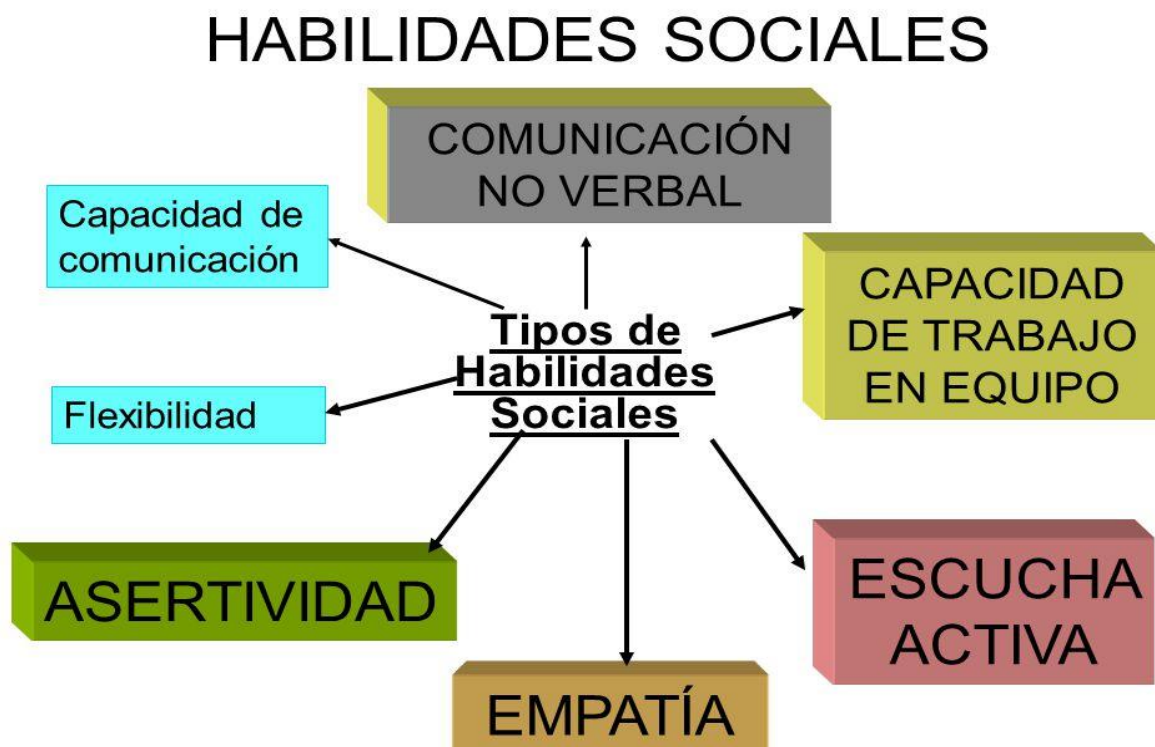 HABILIDADES SOCIALES
COMUNICACIÓN
NO VERBAL
Capacidad de
comunicación
CAPACIDAD
DE TRABAJO
EN EQUIPO
Tipos de
Habilidades
Sociales
Flexibilidad
ASERTIVIDAD
ESCUCHA
ACTIVA
EMPATÍA